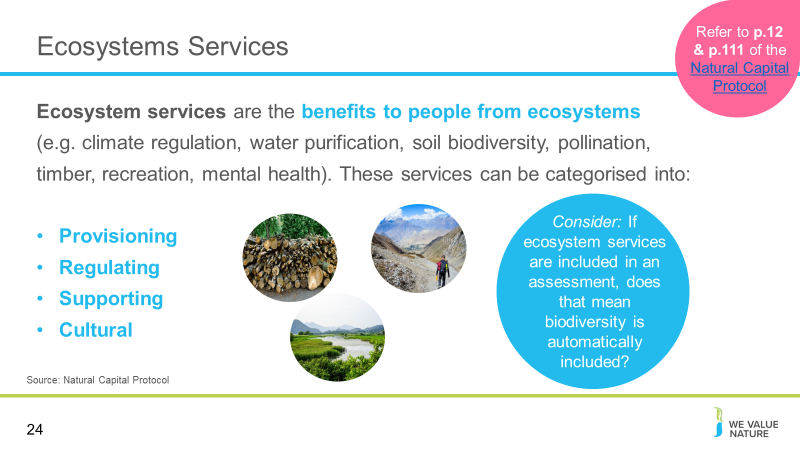 Ecosystems Services
Refer to p.12
& p.111 of the
Natural Capital
Protocol
Ecosystem services are the benefits to people from ecosystems
(e.g. climate regulation, water purification, soil biodiversity, pollination,
timber, recreation, mental health). These services can be categorised into:
• Provisioning
• Regulating
• Supporting
• Cultural
Consider: If
ecosystem services
are included in an
assessment, does
that mean
biodiversity is
automatically
included?
Source: Natural Capital Protocol
24
WE VALUE
NATURE